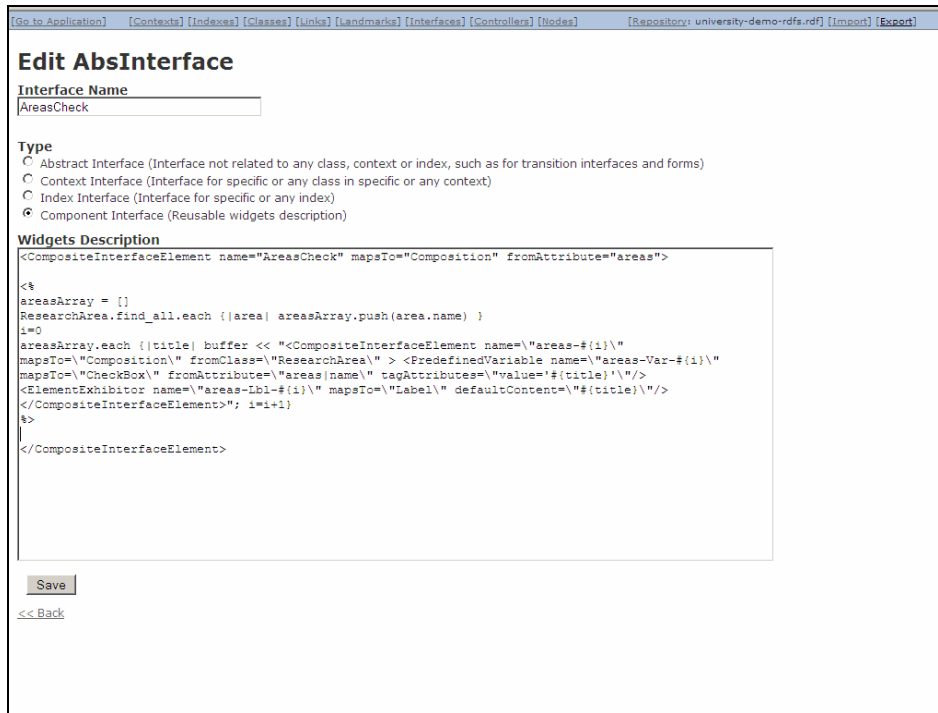 [Go to Application] [Contexts] [Indexes] [Classes] [Links] [Landmarks] [Interfaces] [Controllers] [Nodes] [Repository: university-demo-rdfs.rdf] [Import] [Export]
Edit AbsInterface
Interface Name
AreasCheck
Type
Abstract Interface (Interface not related to any class, context or index, such as for transition interfaces and forms)
Context Interface (Interface for specific or any class in specific or any context)
Index Interface (Interface for specific or any index)
Component Interface (Reusable widgets description)
Widgets Description
<CompositeInterfaceElement name="AreasCheck" mapsTo="Composition" fromAttribute="areas">
<%
areasArray = []
ResearchArea.find_all.each {|area| areasArray.push(area.name) }
i=0
areasArray.each {|title| buffer << "<CompositeInterfaceElement name=\"areas-#{i}\"
mapsTo=\"Composition\" fromClass=\"ResearchArea\" > <PredefinedVariable name=\"areas-Var-#{i}\"
mapsTo=\"CheckBox\" fromAttribute=\"areas|name\" tagAttributes=\"value='#{title}'\"/>
<ElementExhibitor name=\"areas-Lbl-#{i}\" mapsTo=\"Label\" defaultContent=\"#{title}\"/>
</CompositeInterfaceElement>"; i=i+1}
%>
</CompositeInterfaceElement>
Save
<< Back